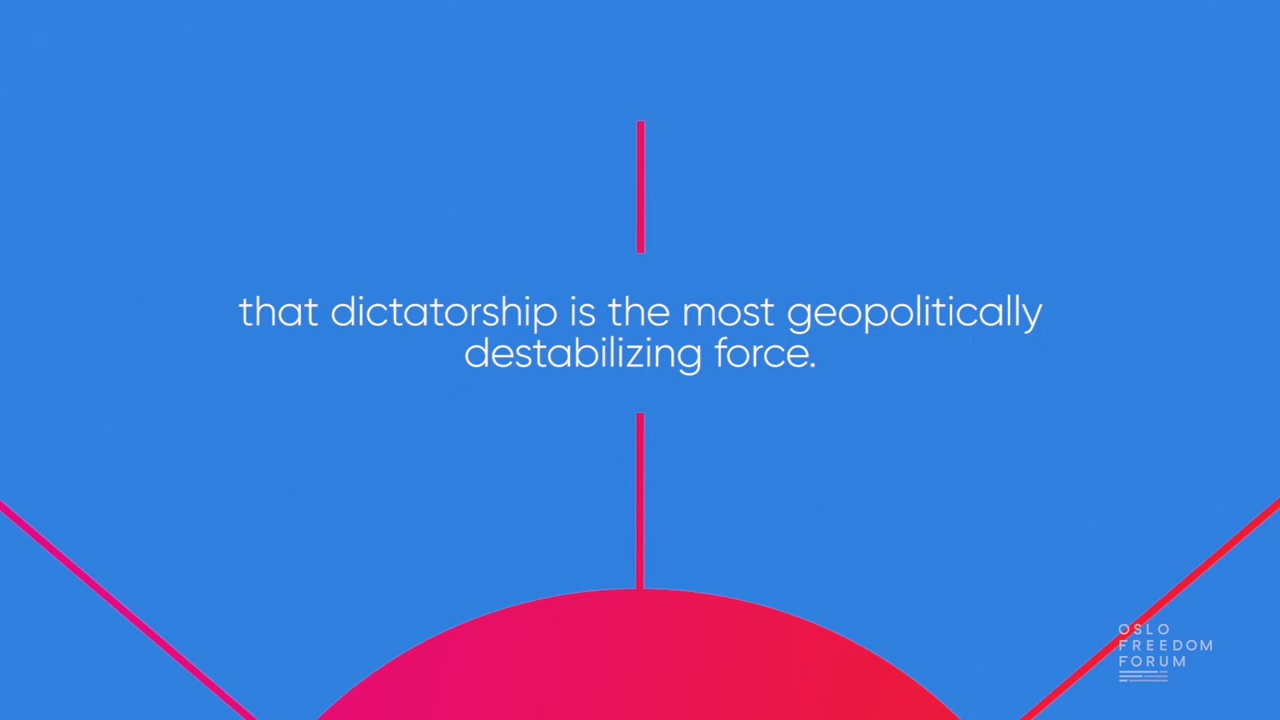 that dictatorship is the most geopolitically
destabilizing force.
OSLO
FREEDOM
FORUM